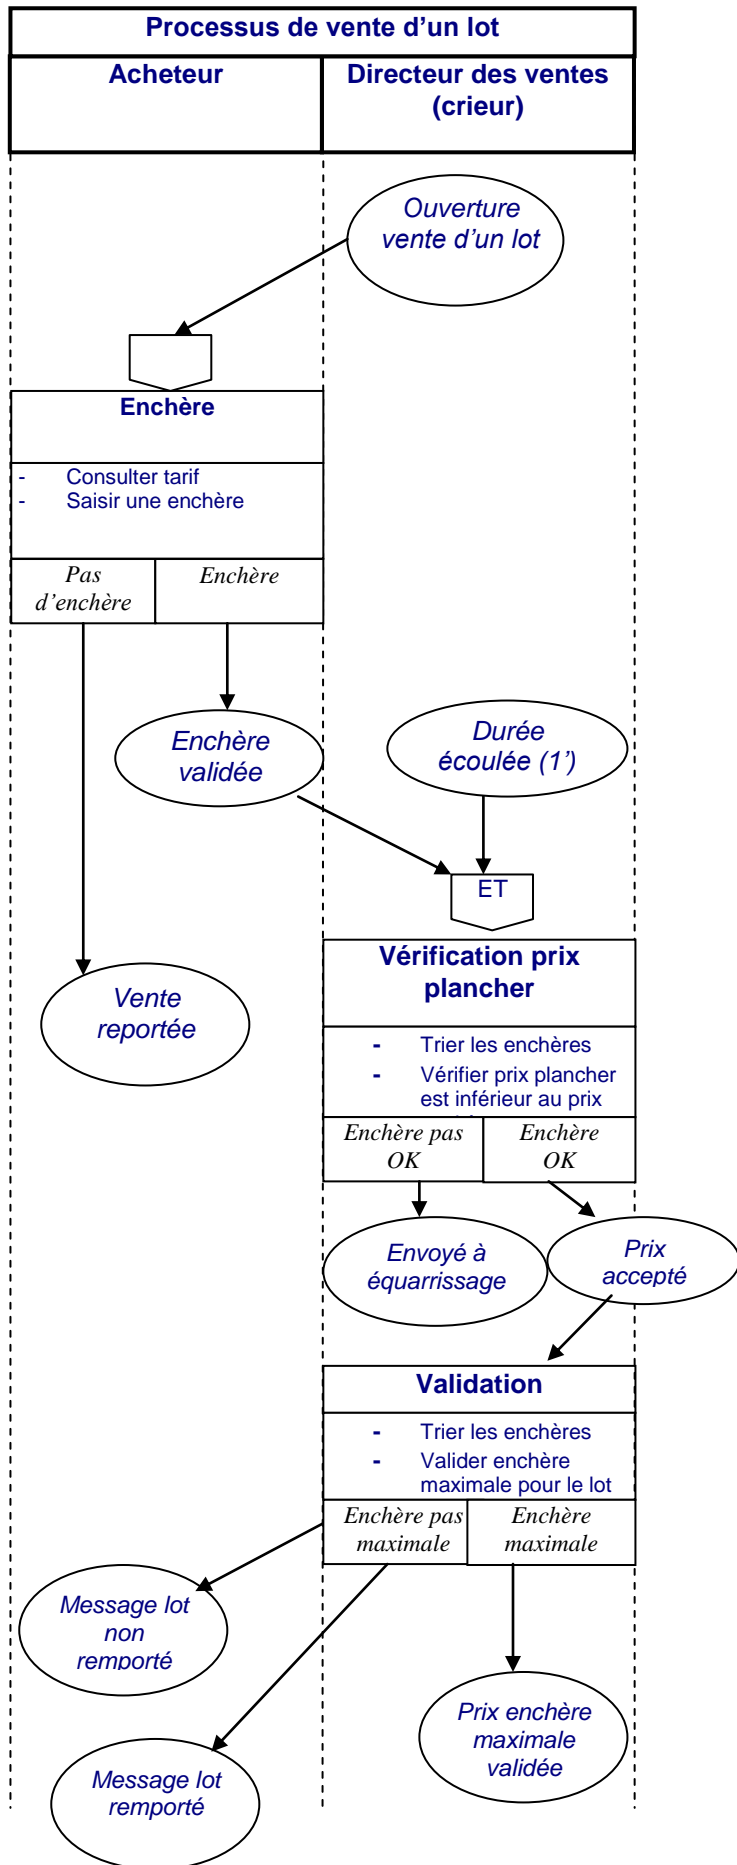 Processus de vente d'un lot
Acheteur
Directeur des ventes
(crieur)
Ouverture
vente d'un lot
Enchère
- Consulter tarif
- Saisir une enchère
Pas
d'enchère
Enchère
Enchère
validée
Durée
écoulée (1')
ET
Vérification prix
plancher
Vente
reportée
- Trier les enchères
- Vérifier prix plancher
est inférieur au prix
Enchère pas
OK
Enchère
OK
Envoyé à
équarrissage
Prix
accepté
Validation
- Trier les enchères
- Valider enchère
maximale pour le lot
Enchère pas
maximale
Enchère
maximale
Message lot
non
remporté
Prix enchère
maximale
validée
Message lot
remporté